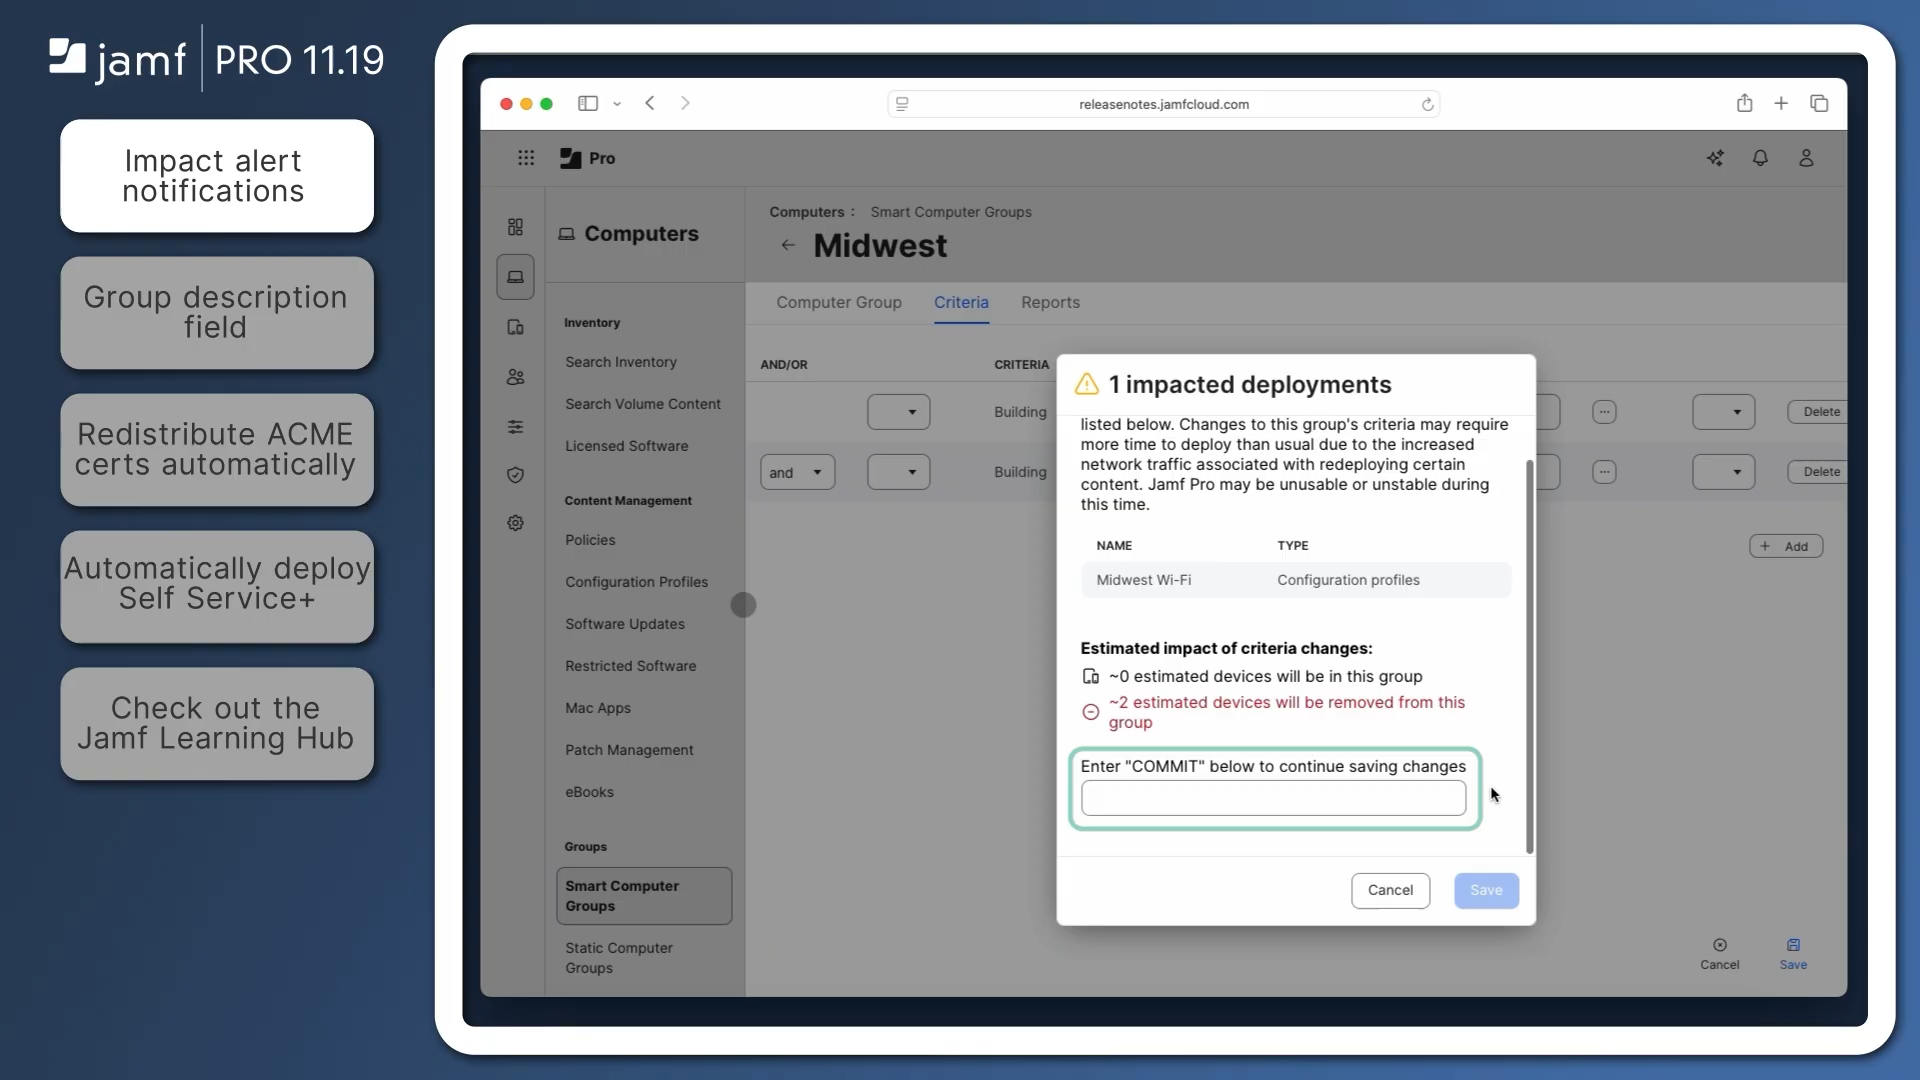 jamf | PRO 11.19
Impact alert
notifications
Group description
field
Redistribute ACME
certs automatically
Automatically deploy
Self Service+
Check out the
Jamf Learning Hub
releasenotes.jamfcloud.com
Pro
Computers
Inventory
Search Inventory
Search Volume Content
Licensed Software
Content Management
Policies
Configuration Profiles
Software Updates
Restricted Software
Mac Apps
Patch Management
eBooks
Groups
Smart Computer
Groups
Static Computer
Groups
Computers : Smart Computer Groups
Midwest
Computer Group Criteria Reports
AND/OR CRITERIA
Building Delete
and Building Delete
+ Add
1 impacted deployments
listed below. Changes to this group's criteria may require
more time to deploy than usual due to the increased
network traffic associated with redeploying certain
content. Jamf Pro may be unusable or unstable during
this time.
NAME TYPE
Midwest Wi-Fi Configuration profiles
Estimated impact of criteria changes:
~0 estimated devices will be in this group
~2 estimated devices will be removed from this
group
Enter "COMMIT" below to continue saving changes
Cancel Save
Cancel Save